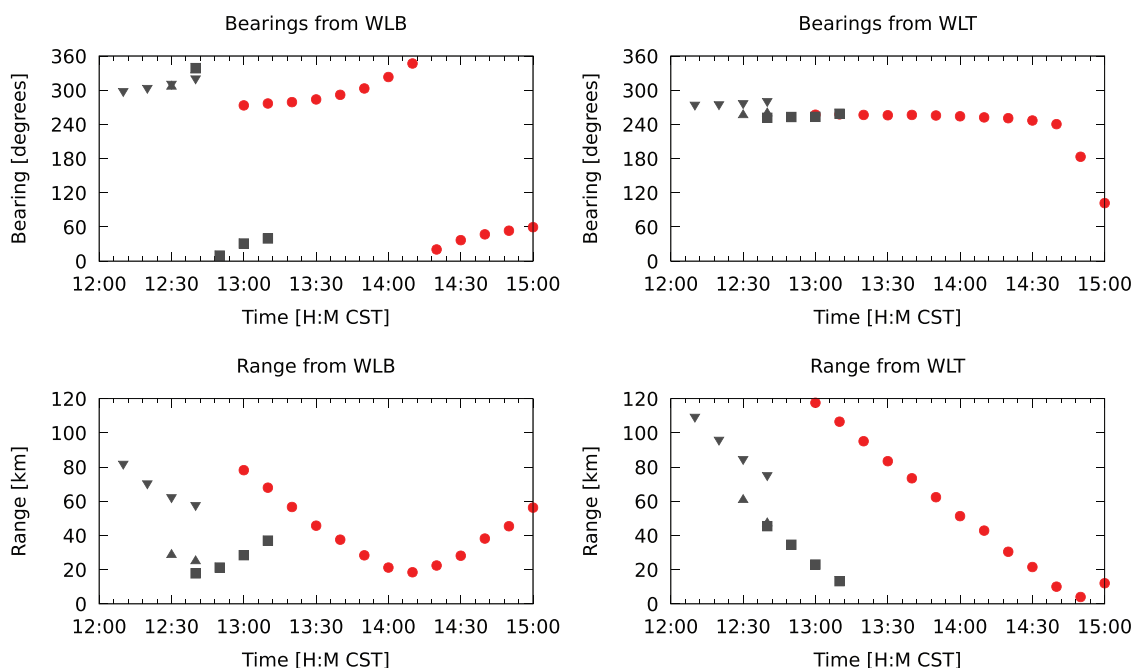 Bearings from WLB
Bearing [degrees]
360
300
240
180
120
60
0
12:00 12:30 13:00 13:30 14:00 14:30 15:00
Time [H:M CST]
Bearings from WLT
Bearing [degrees]
360
300
240
180
120
60
0
12:00 12:30 13:00 13:30 14:00 14:30 15:00
Time [H:M CST]
Range from WLB
Range [km]
120
100
80
60
40
20
0
12:00 12:30 13:00 13:30 14:00 14:30 15:00
Time [H:M CST]
Range from WLT
Range [km]
120
100
80
60
40
20
0
12:00 12:30 13:00 13:30 14:00 14:30 15:00
Time [H:M CST]